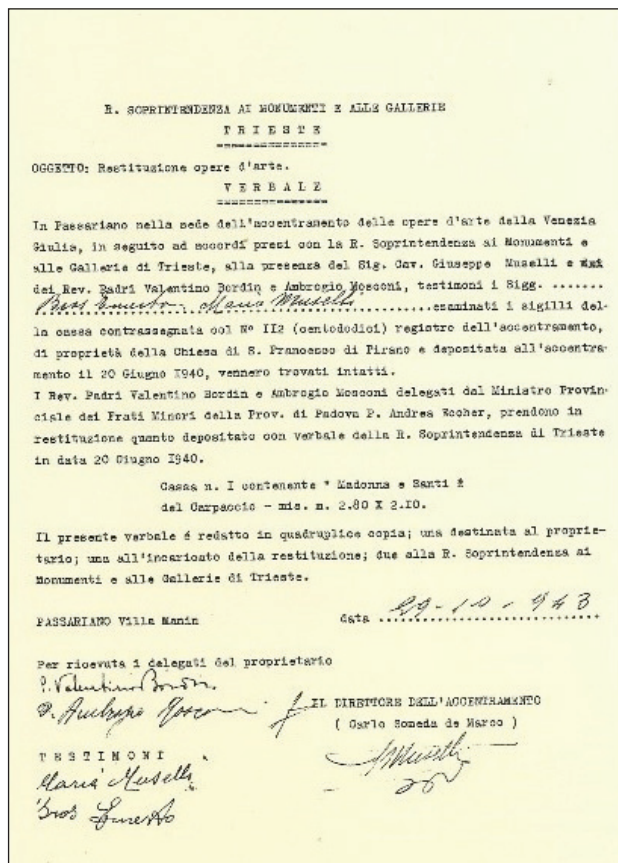 R. SOPRINTENDENZA AI MONUMENTI E ALLE GALLERIE
T R I E S T E
===============
OGGETTO: Restituzione opere d'arte.
V E R B A L E
===============
In Passariano nella sede dell'accentramento delle opere d'arte della Venezia
Giulia, in seguito ad accordi presi con la R. Soprintendenza ai Monumenti e
alle Gallerie di Trieste, alla presenza del Sig. Cav. Giuseppe Muselli e
dei Rev. Padri Valentino Bordin e Ambrogio Mosconi, testimoni i Sigg. .......
Bros Ernesto - Maria Muselli ...............esaminati i sigilli del-
la cassa contrassegnata col Nº II2 (centododici) registro dell'accentramento,
di proprietà della Chiesa di S. Francesco di Pirano e depositata all'accentra-
mento il 20 Giugno 1940, vennero trovati intatti.
I Rev. Padri Valentino Bordin e Ambrogio Mosconi delegati dal Ministro Provin-
ciale dei Frati Minori della Prov. di Padova P. Andrea Eccher, prendono in
restituzione quanto depositato con verbale della R. Soprintendenza di Trieste
in data 20 Giugno 1940.
Cassa n. I contenente " Madonna e Santi "
del Carpaccio - mis. m. 2.80 X 2.10.
Il presente verbale é redatto in quadruplice copia; una destinata al proprie-
tario; una all'incaricato della restituzione; due alla R. Soprintendenza ai
Monumenti e alle Gallerie di Trieste.
PASSARIANO Villa Manin
data 29-10-943
Per ricevuta i delegati del proprietario
P. Valentino Bordin
P. Ambrogio Mosconi
IL DIRETTORE DELL'ACCENTRAMENTO
( Carlo Someda de Marco )
Muselli
T E S T I M O N I
Maria Muselli
Bros Ernesto